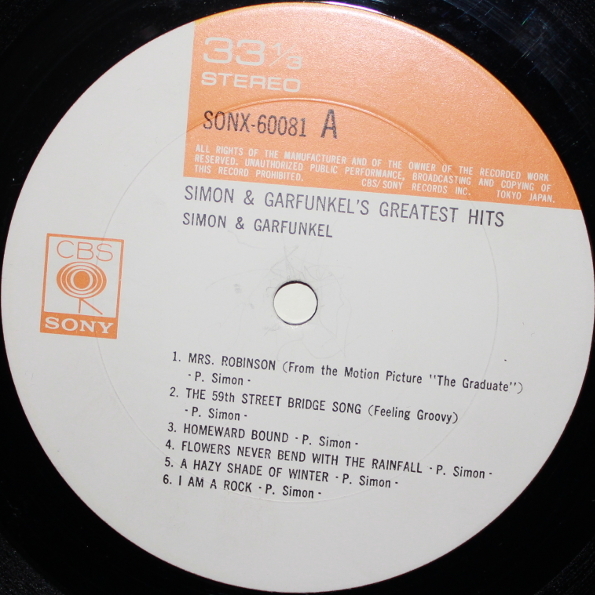 33 1/3
STEREO
SONX-60081 A
ALL RIGHTS OF THE MANUFACTURER AND OF THE OWNER OF THE RECORDED WORK
RESERVED. UNAUTHORIZED PUBLIC PERFORMANCE, BROADCASTING AND COPYING OF
THIS RECORD PROHIBITED. CBS/SONY RECORDS INC. TOKYO JAPAN.
SIMON & GARFUNKEL'S GREATEST HITS
SIMON & GARFUNKEL
CBS
SONY
1. MRS. ROBINSON (From the Motion Picture "The Graduate")
- P. Simon -
2. THE 59th STREET BRIDGE SONG (Feeling Groovy)
- P. Simon -
3. HOMEWARD BOUND - P. Simon -
4. FLOWERS NEVER BEND WITH THE RAINFALL - P. Simon -
5. A HAZY SHADE OF WINTER - P. Simon -
6. I AM A ROCK - P. Simon -